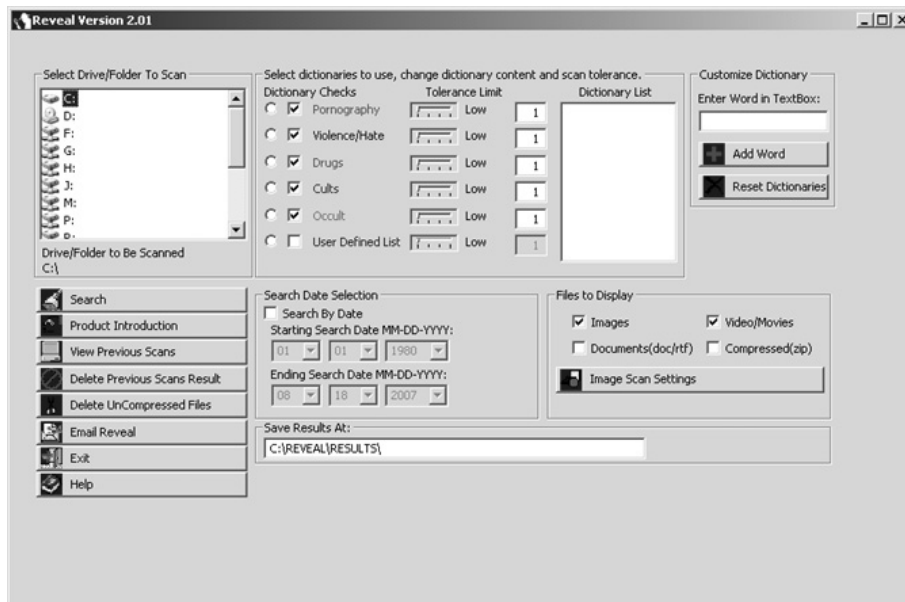 Reveal Version 2.01
Select Drive/Folder To Scan
C:
D:
F:
G:
H:
J:
M:
P:
Drive/Folder to Be Scanned
C:\
Select dictionaries to use, change dictionary content and scan tolerance.
Dictionary Checks Tolerance Limit Dictionary List
Pornography Low 1
Violence/Hate Low 1
Drugs Low 1
Cults Low 1
Occult Low 1
User Defined List Low 1
Customize Dictionary
Enter Word in TextBox:
Add Word
Reset Dictionaries
Search
Product Introduction
View Previous Scans
Delete Previous Scans Result
Delete UnCompressed Files
Email Reveal
Exit
Help
Search Date Selection
Search By Date
Starting Search Date MM-DD-YYYY:
01 01 1980
Ending Search Date MM-DD-YYYY:
08 18 2007
Files to Display
Images Video/Movies
Documents(doc/rtf) Compressed(zip)
Image Scan Settings
Save Results At:
C:\REVEAL\RESULTS\